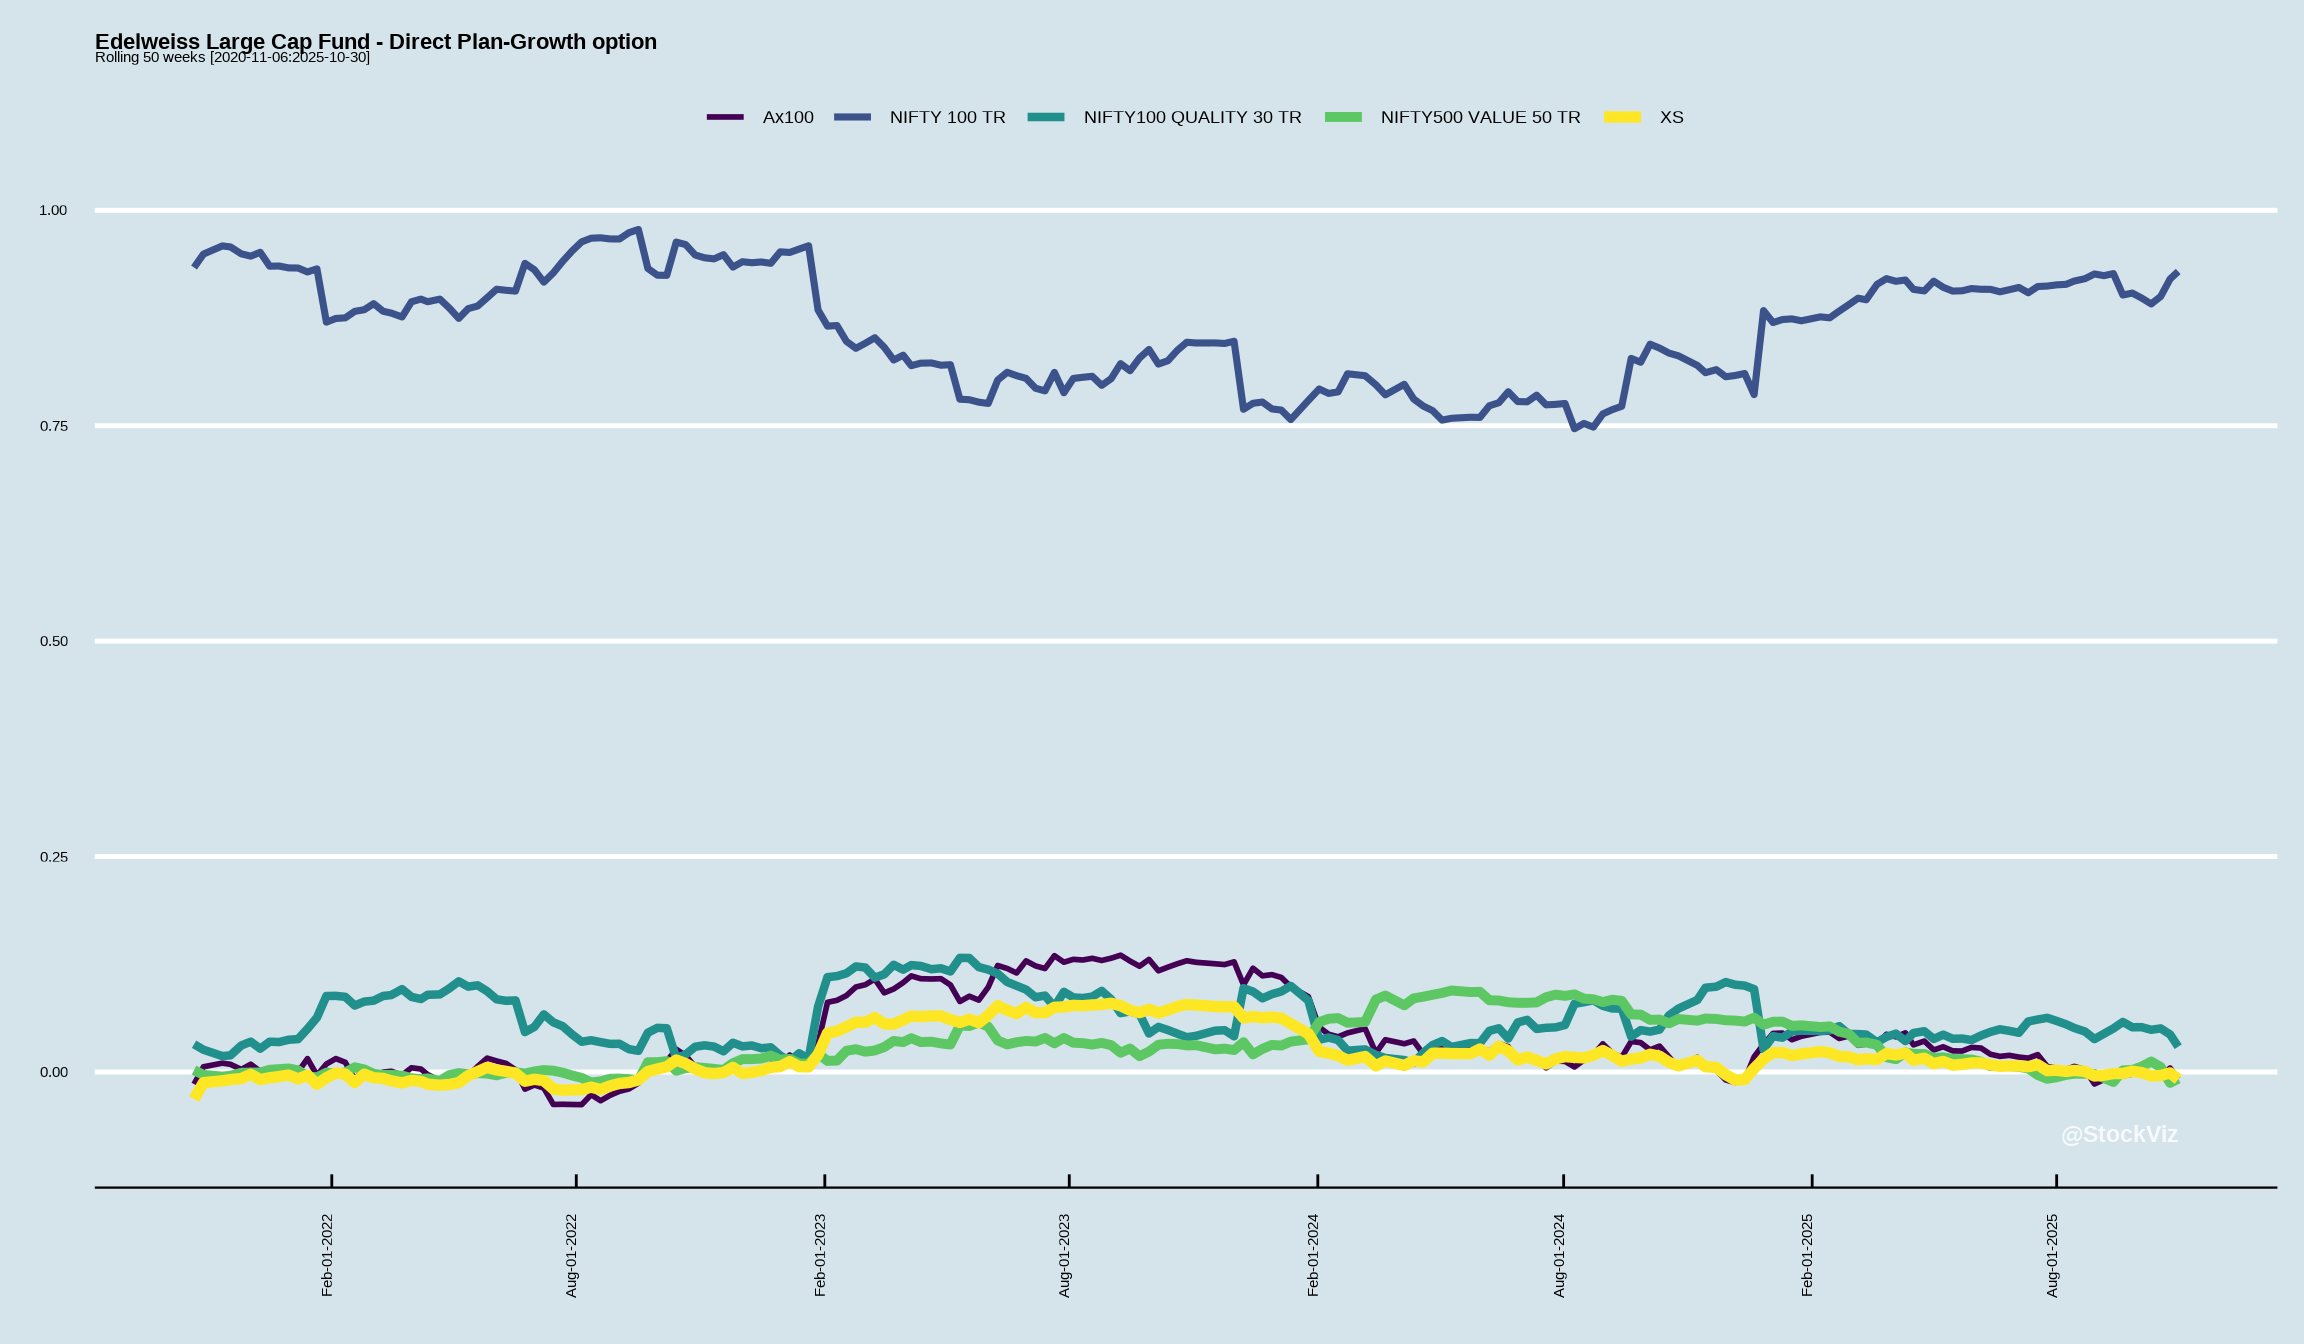 Edelweiss Large Cap Fund - Direct Plan-Growth option
Rolling 50 weeks [2020-11-06:2025-10-30]
Ax100 NIFTY 100 TR NIFTY100 QUALITY 30 TR NIFTY500 VALUE 50 TR XS
1.00
0.75
0.50
0.25
0.00
@StockViz
Feb-01-2022 Aug-01-2022 Feb-01-2023 Aug-01-2023 Feb-01-2024 Aug-01-2024 Feb-01-2025 Aug-01-2025